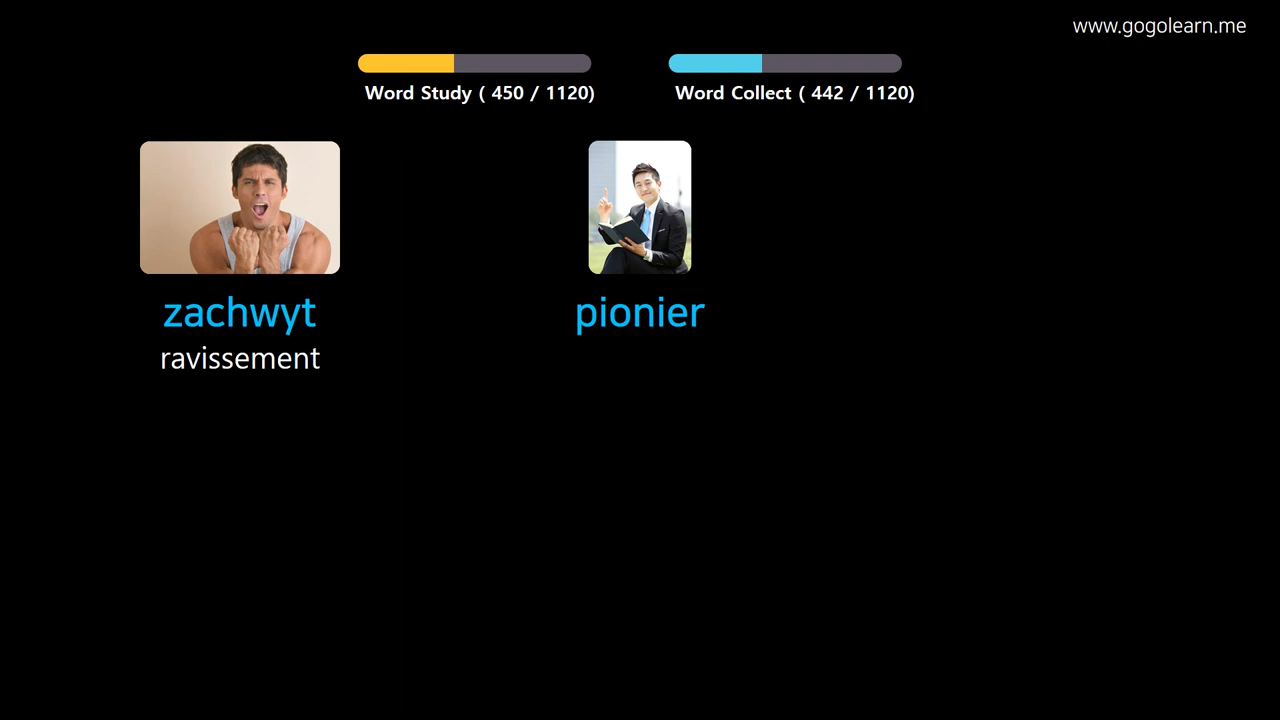 www.gogolearn.me
Word Study ( 450 / 1120)
Word Collect ( 442 / 1120)
zachwyt
ravissement
pionier